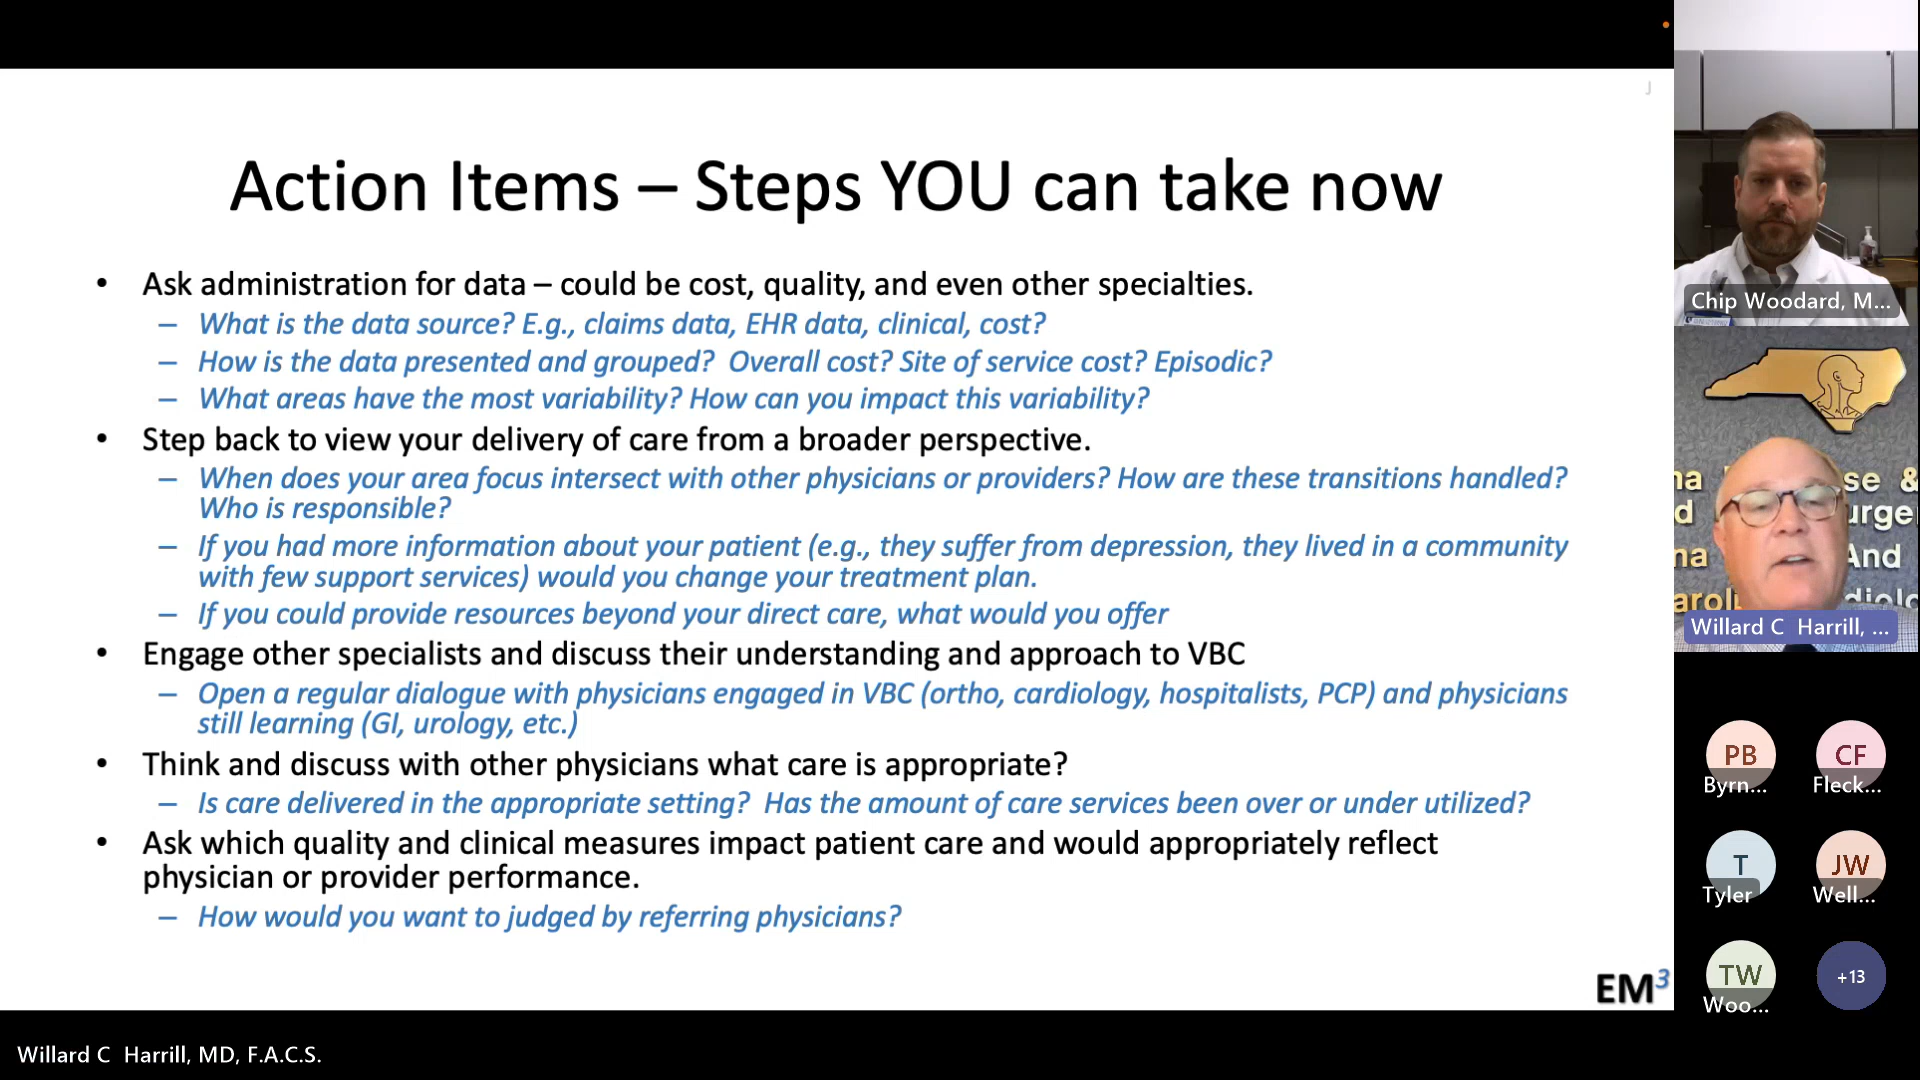 J
Action Items – Steps YOU can take now
• Ask administration for data – could be cost, quality, and even other specialties.
– What is the data source? E.g., claims data, EHR data, clinical, cost?
– How is the data presented and grouped?  Overall cost? Site of service cost? Episodic?
– What areas have the most variability? How can you impact this variability?
• Step back to view your delivery of care from a broader perspective.
– When does your area focus intersect with other physicians or providers? How are these transitions handled?
Who is responsible?
– If you had more information about your patient (e.g., they suffer from depression, they lived in a community
with few support services) would you change your treatment plan.
– If you could provide resources beyond your direct care, what would you offer
• Engage other specialists and discuss their understanding and approach to VBC
– Open a regular dialogue with physicians engaged in VBC (ortho, cardiology, hospitalists, PCP) and physicians
still learning (GI, urology, etc.)
• Think and discuss with other physicians what care is appropriate?
– Is care delivered in the appropriate setting?  Has the amount of care services been over or under utilized?
• Ask which quality and clinical measures impact patient care and would appropriately reflect
physician or provider performance.
– How would you want to judged by referring physicians?
EM³
Willard C  Harrill, MD, F.A.C.S.
Chip Woodard, M...
na se &
d urge
na And
arol diolo
Willard C  Harrill, ...
PB
Byrn...
CF
Fleck...
T
Tyler
JW
Well...
TW
Woo...
+13